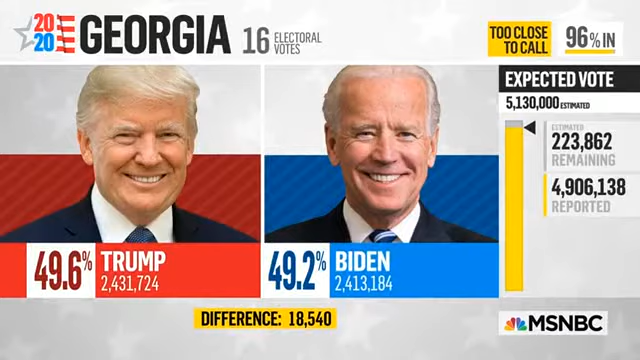 20
20
GEORGIA
16 ELECTORAL
VOTES
TOO CLOSE
TO CALL
96% IN
EXPECTED VOTE
5,130,000 ESTIMATED
ESTIMATED
223,862
REMAINING
4,906,138
REPORTED
49.6% TRUMP
2,431,724
49.2% BIDEN
2,413,184
DIFFERENCE: 18,540
MSNBC